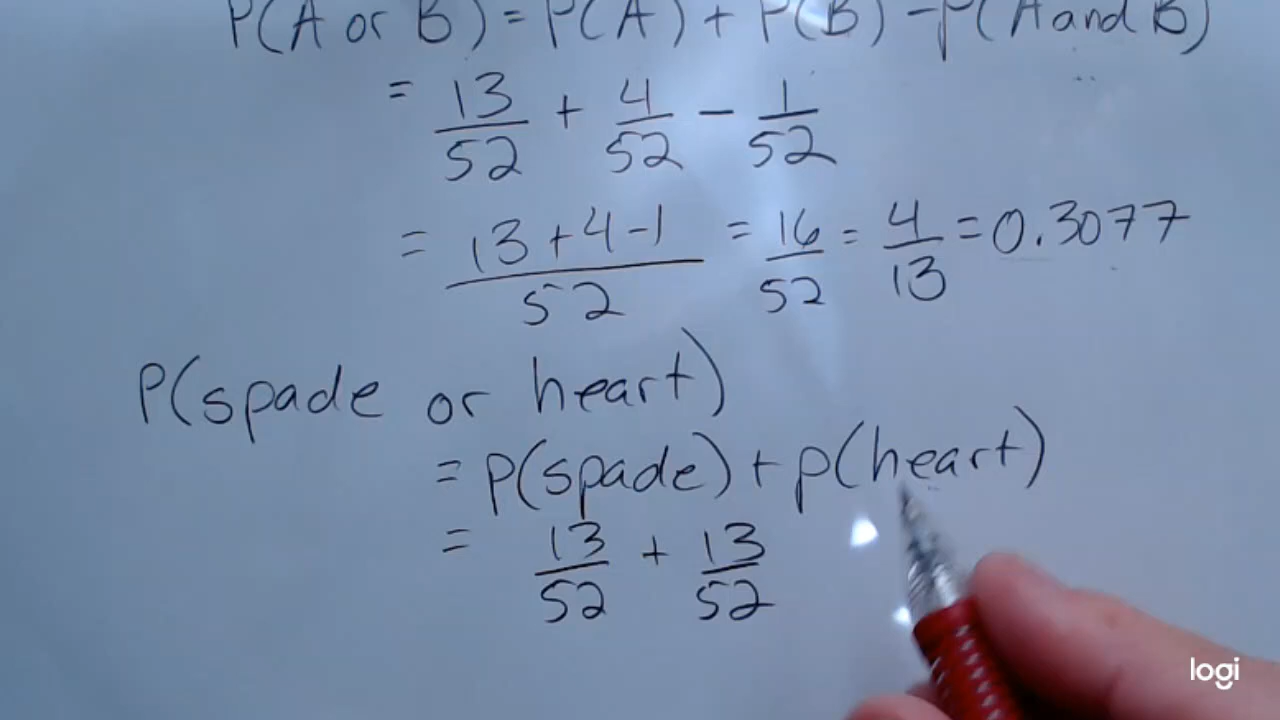 P(A or B) = P(A) + P(B) - P(A and B)
= 13/52 + 4/52 - 1/52
= 13+4-1/52 = 16/52 = 4/13 = 0.3077
P(spade or heart)
= P(spade) + P(heart)
= 13/52 + 13/52
logi